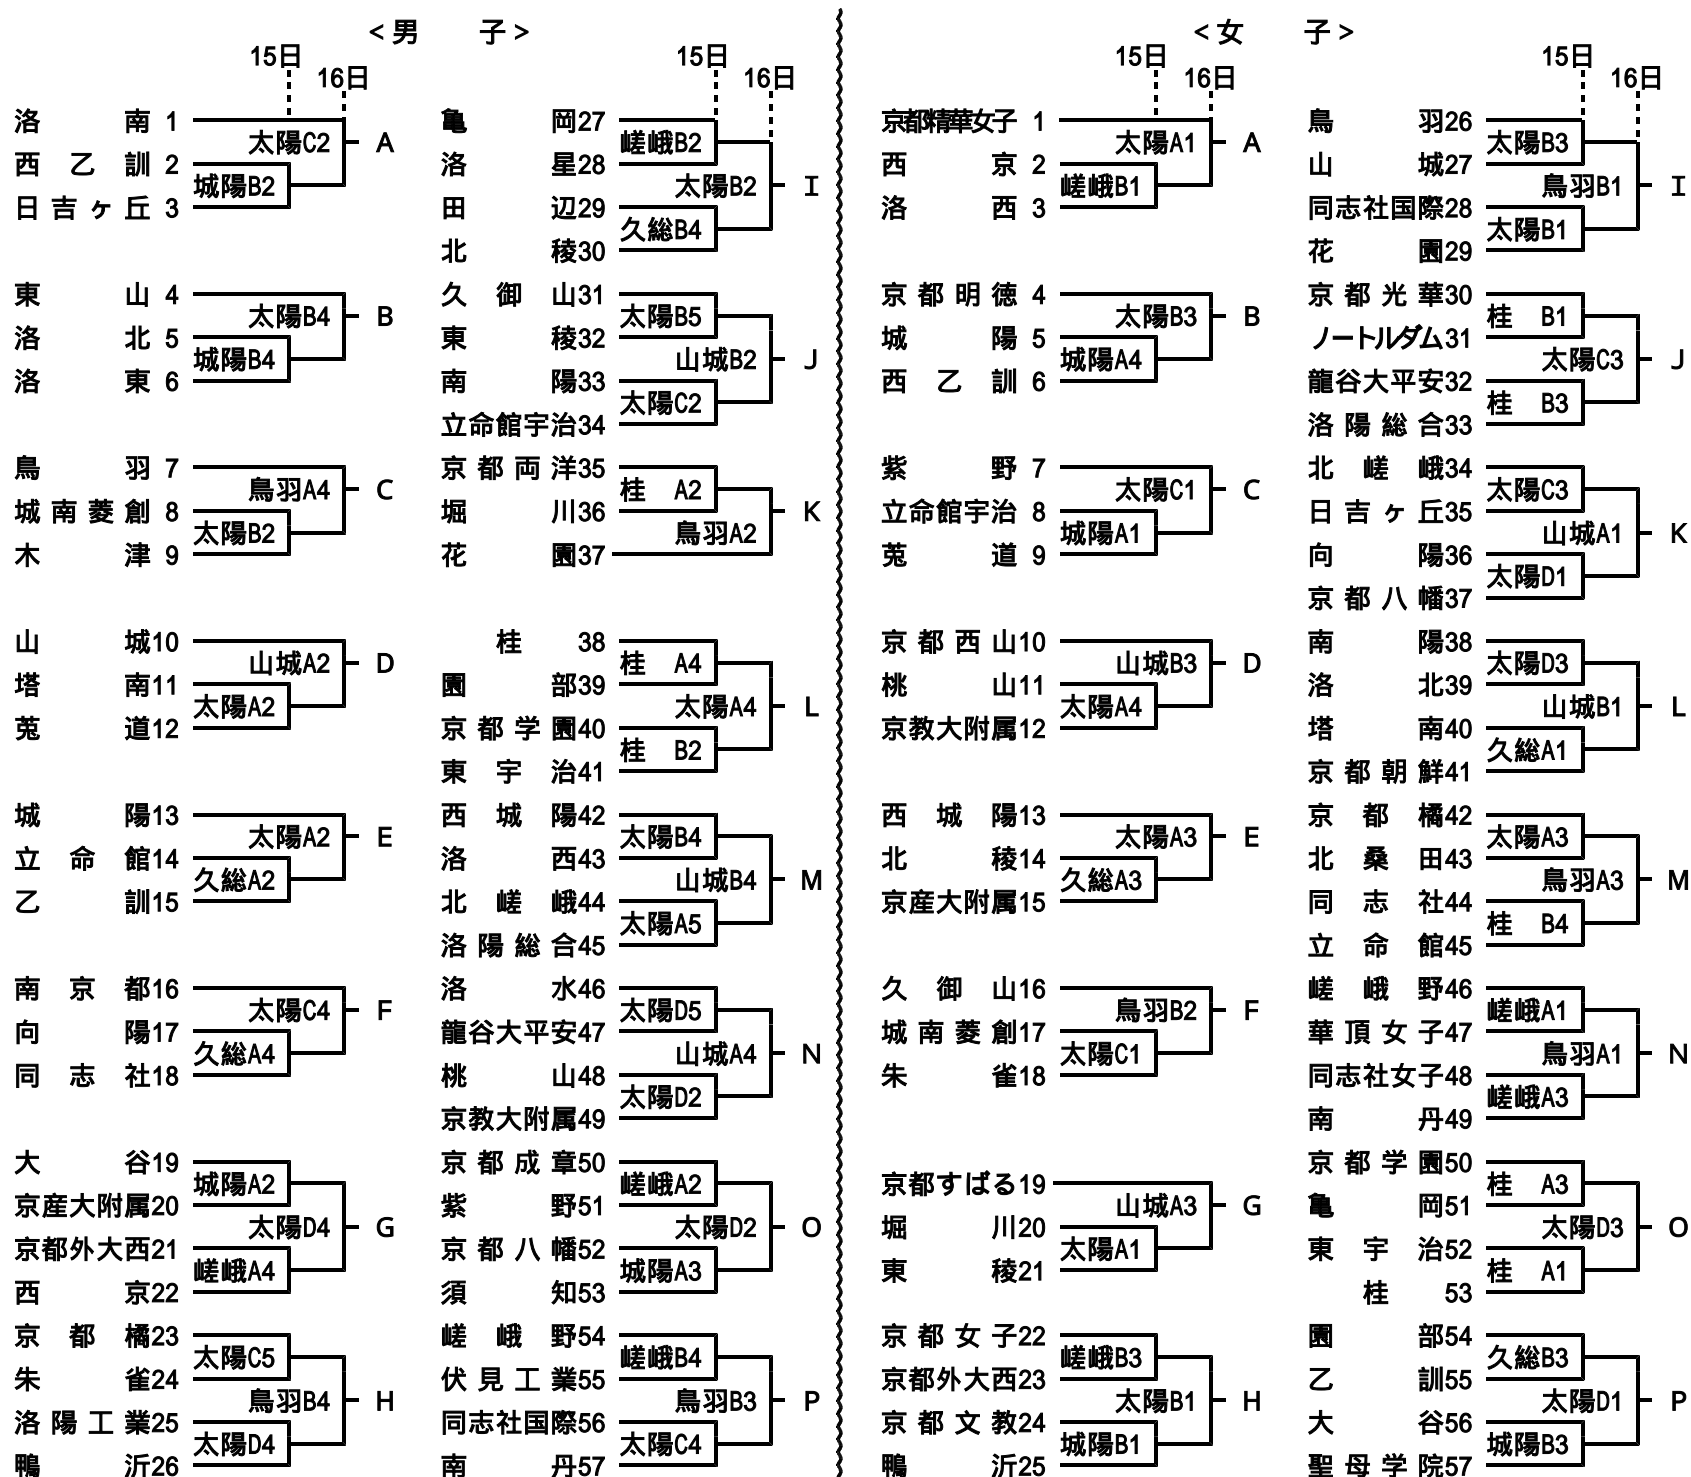 <男 子>
15日
16日
洛南 1
太陽C2
A
西乙訓 2
城陽B2
日吉ヶ丘 3
東山 4
太陽B4
B
洛北 5
城陽B4
洛東 6
鳥羽 7
鳥羽A4
C
城南菱創 8
太陽B2
木津 9
山城10
山城A2
D
塔南11
太陽A2
莵道12
城陽13
太陽A2
E
立命館14
久総A2
乙訓15
南京都16
太陽C4
F
向陽17
久総A4
同志社18
大谷19
城陽A2
京産大附属20
太陽D4
G
京都外大西21
嵯峨A4
西京22
京都橘23
太陽C5
朱雀24
鳥羽B4
H
洛陽工業25
太陽D4
鴨沂26
15日
16日
亀岡27
嵯峨B2
洛星28
太陽B2
I
田辺29
久総B4
北稜30
久御山31
太陽B5
東稜32
山城B2
J
南陽33
太陽C2
立命館宇治34
京都両洋35
桂 A2
堀川36
鳥羽A2
K
花園37
桂 38
桂 A4
園部39
太陽A4
L
京都学園40
桂 B2
東宇治41
西城陽42
太陽B4
洛西43
山城B4
M
北嵯峨44
太陽A5
洛陽総合45
洛水46
太陽D5
龍谷大平安47
山城A4
N
桃山48
太陽D2
京教大附属49
京都成章50
嵯峨A2
紫野51
太陽D2
O
京都八幡52
城陽A3
須知53
嵯峨野54
嵯峨B4
伏見工業55
鳥羽B3
P
同志社国際56
太陽C4
南丹57
<女 子>
15日
16日
京都精華女子 1
太陽A1
A
西京 2
嵯峨B1
洛西 3
京都明徳 4
太陽B3
B
城陽 5
城陽A4
西乙訓 6
紫野 7
太陽C1
C
立命館宇治 8
城陽A1
莵道 9
京都西山10
山城B3
D
桃山11
太陽A4
京教大附属12
西城陽13
太陽A3
E
北稜14
久総A3
京産大附属15
久御山16
鳥羽B2
F
城南菱創17
太陽C1
朱雀18
京都すばる19
山城A3
G
堀川20
太陽A1
東稜21
京都女子22
嵯峨B3
京都外大西23
太陽B1
H
京都文教24
城陽B1
鴨沂25
15日
16日
鳥羽26
太陽B3
山城27
鳥羽B1
I
同志社国際28
太陽B1
花園29
京都光華30
桂 B1
ノートルダム31
太陽C3
J
龍谷大平安32
桂 B3
洛陽総合33
北嵯峨34
太陽C3
日吉ヶ丘35
山城A1
K
向陽36
太陽D1
京都八幡37
南陽38
太陽D3
洛北39
山城B1
L
塔南40
久総A1
京都朝鮮41
京都橘42
太陽A3
北桑田43
鳥羽A3
M
同志社44
桂 B4
立命館45
嵯峨野46
嵯峨A1
華頂女子47
鳥羽A1
N
同志社女子48
嵯峨A3
南丹49
京都学園50
桂 A3
亀岡51
太陽D3
O
東宇治52
桂 A1
桂 53
園部54
久総B3
乙訓55
太陽D1
P
大谷56
城陽B3
聖母学院57